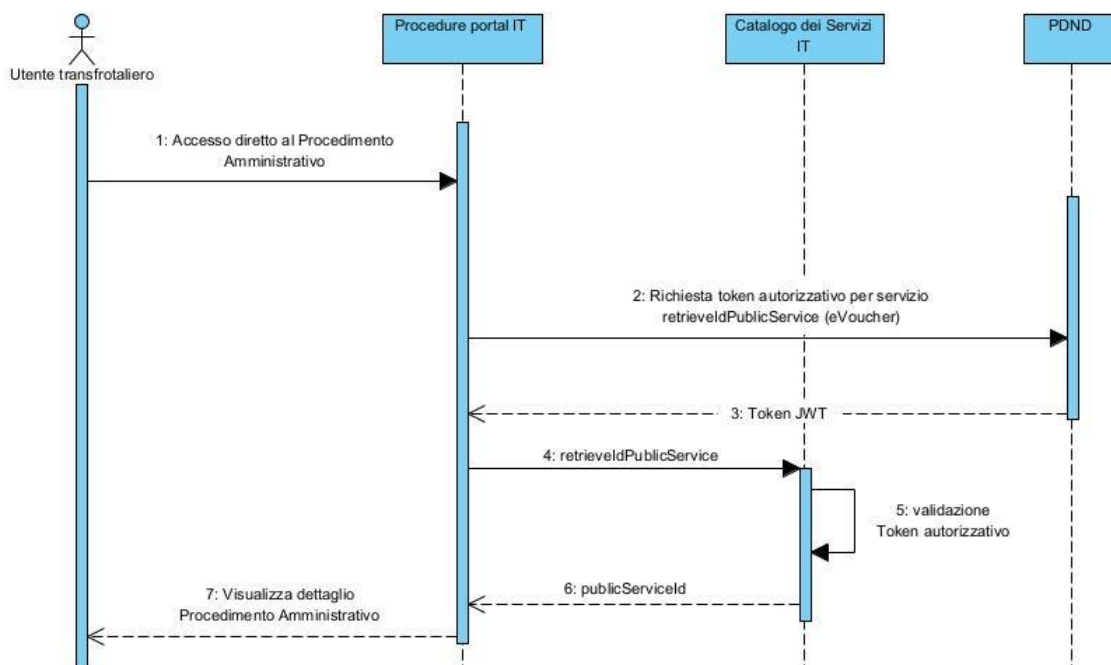 Procedure portal IT
Catalogo dei Servizi
IT
PDND
Utente transfrotaliero
1: Accesso diretto al Procedimento
Amministrativo
2: Richiesta token autorizzativo per servizio
retrieveIdPublicService (eVoucher)
3: Token JWT
4: retrieveIdPublicService
5: validazione
Token autorizzativo
6: publicServiceId
7: Visualizza dettaglio
Procedimento Amministrativo